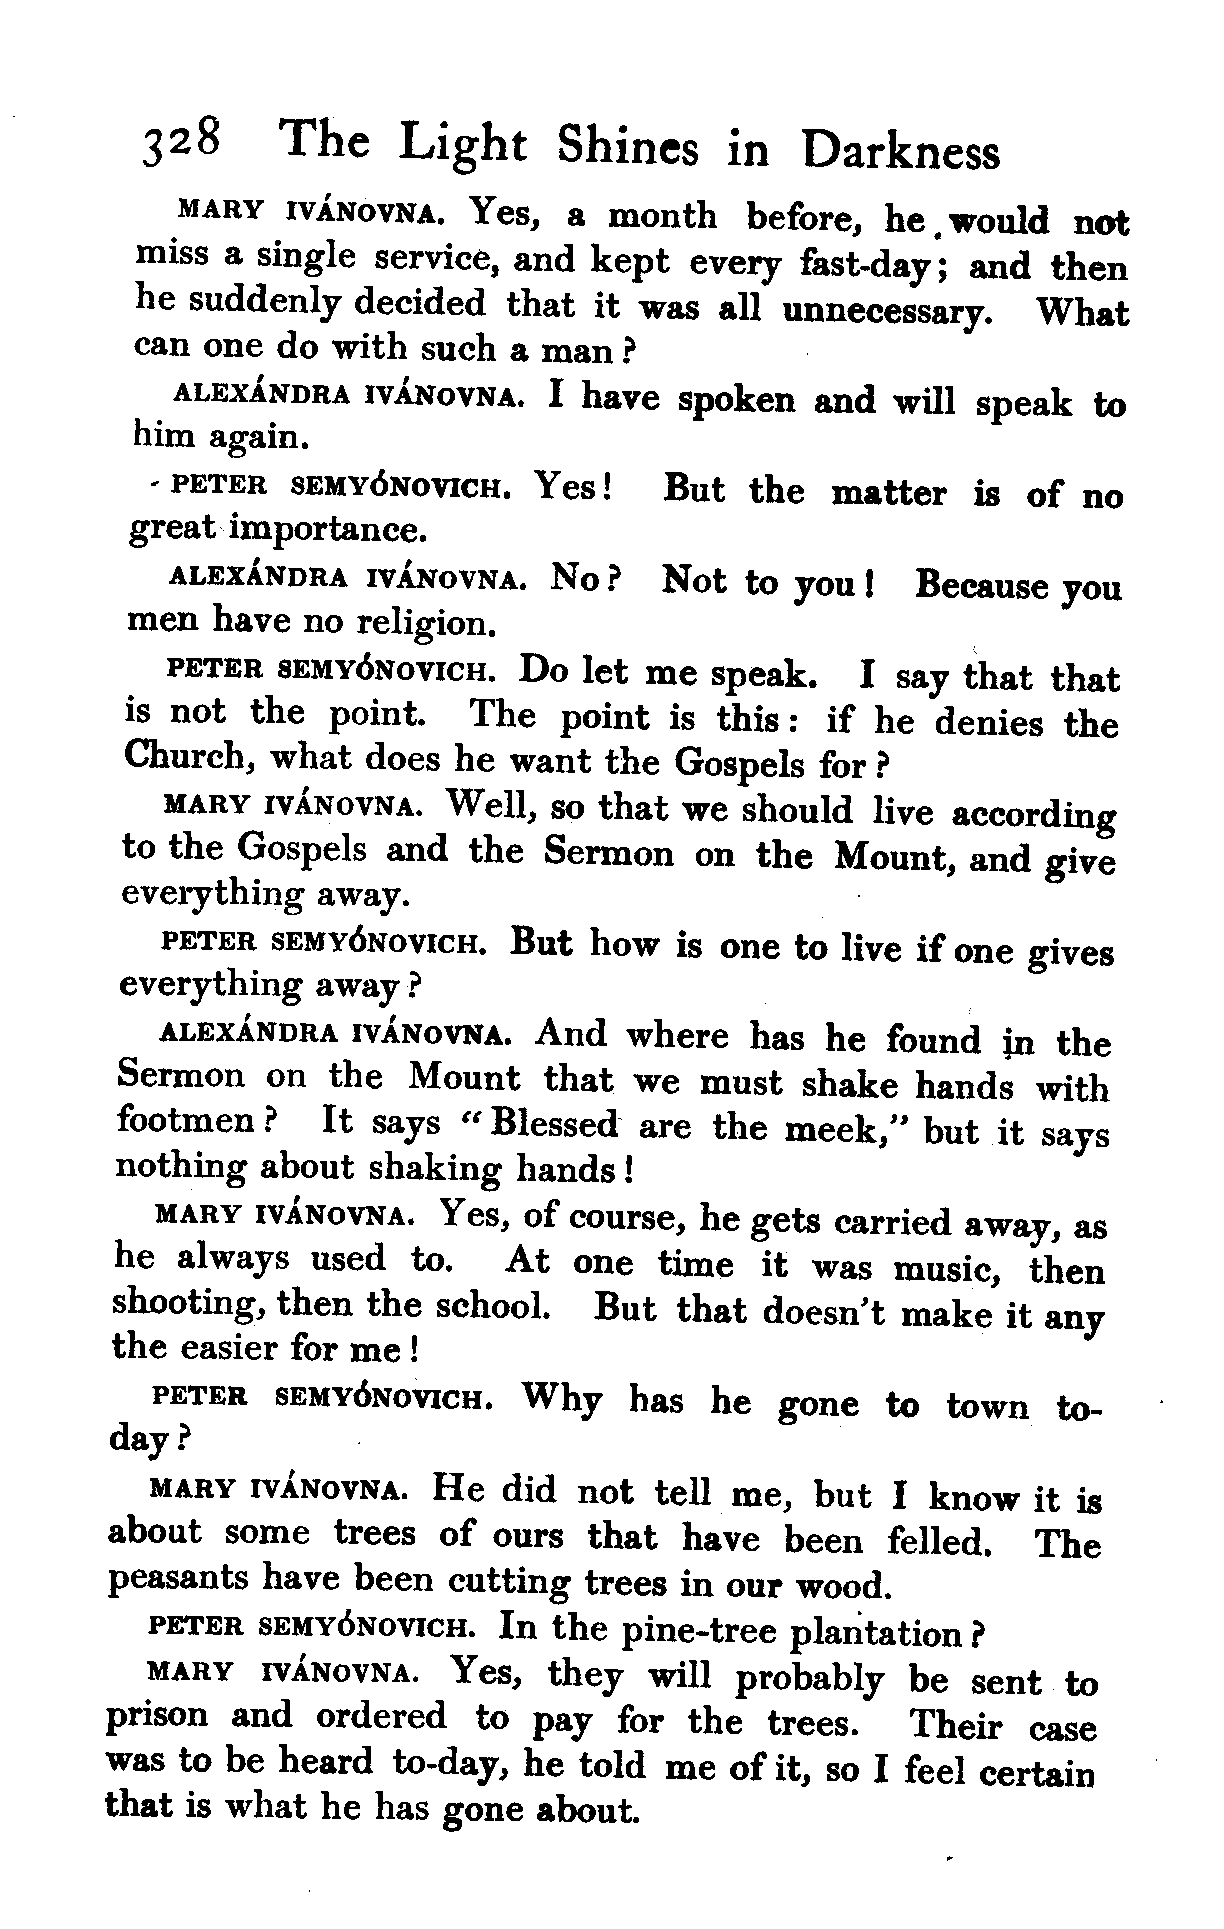 328 The Light Shines in Darkness
MARY IVÁNOVNA. Yes, a month before, he would not
miss a single service, and kept every fast-day; and then
he suddenly decided that it was all unnecessary. What
can one do with such a man?
ALEXÁNDRA IVÁNOVNA. I have spoken and will speak to
him again.
PETER SEMYÓNOVICH. Yes! But the matter is of no
great importance.
ALEXÁNDRA IVÁNOVNA. No? Not to you! Because you
men have no religion.
PETER SEMYÓNOVICH. Do let me speak. I say that that
is not the point. The point is this: if he denies the
Church, what does he want the Gospels for?
MARY IVÁNOVNA. Well, so that we should live according
to the Gospels and the Sermon on the Mount, and give
everything away.
PETER SEMYÓNOVICH. But how is one to live if one gives
everything away?
ALEXÁNDRA IVÁNOVNA. And where has he found in the
Sermon on the Mount that we must shake hands with
footmen? It says "Blessed are the meek," but it says
nothing about shaking hands!
MARY IVÁNOVNA. Yes, of course, he gets carried away, as
he always used to. At one time it was music, then
shooting, then the school. But that doesn't make it any
the easier for me!
PETER SEMYÓNOVICH. Why has he gone to town to-
day?
MARY IVÁNOVNA. He did not tell me, but I know it is
about some trees of ours that have been felled. The
peasants have been cutting trees in our wood.
PETER SEMYÓNOVICH. In the pine-tree plantation?
MARY IVÁNOVNA. Yes, they will probably be sent to
prison and ordered to pay for the trees. Their case
was to be heard to-day, he told me of it, so I feel certain
that is what he has gone about.